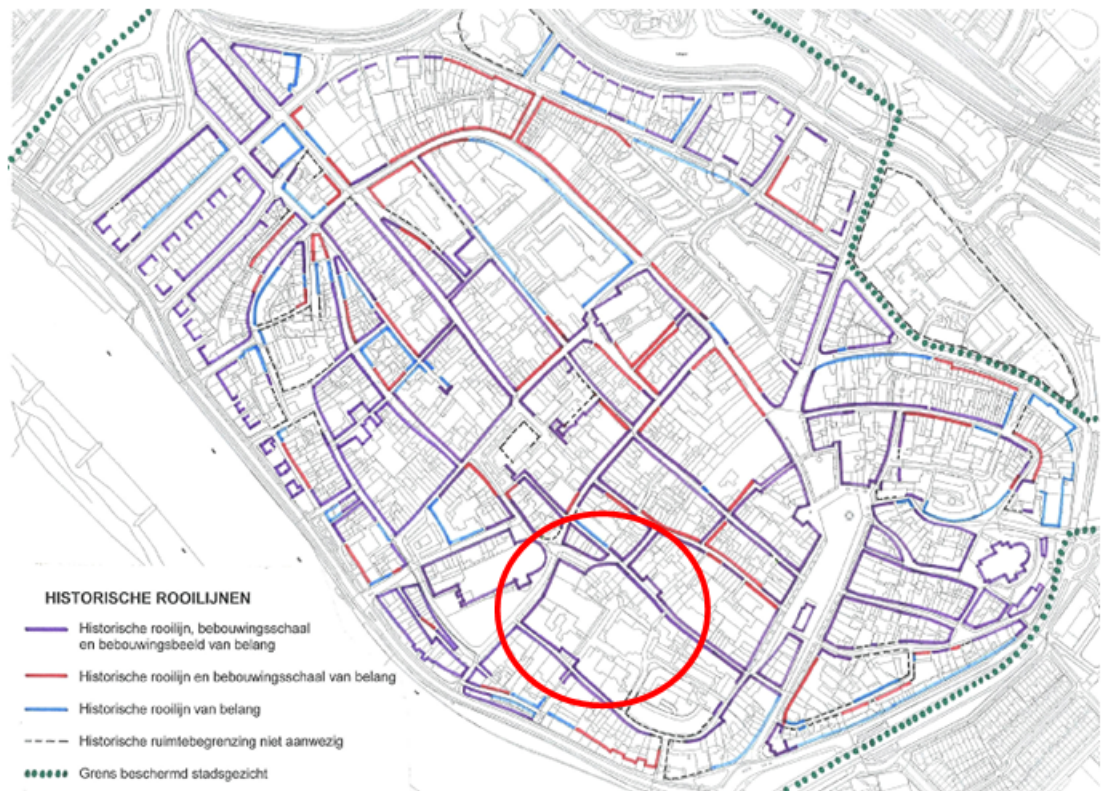 HISTORISCHE ROOILIJNEN
Historische rooilijn, bebouwingsschaal
en bebouwingsbeeld van belang
Historische rooilijn en bebouwingsschaal van belang
Historische rooilijn van belang
Historische ruimtebegrenzing niet aanwezig
Grens beschermd stadsgezicht